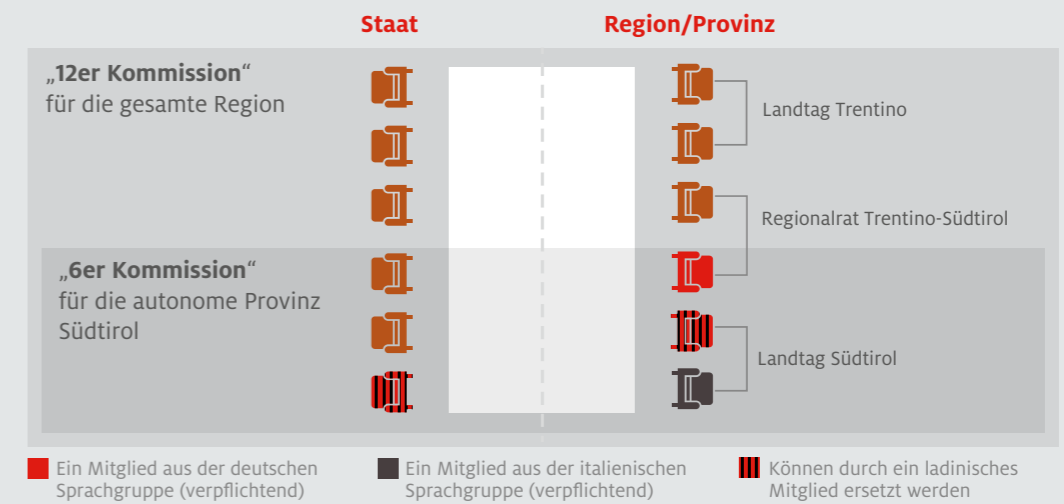 Staat
Region/Provinz
„12er Kommission“
für die gesamte Region
Landtag Trentino
Regionalrat Trentino-Südtirol
„6er Kommission“
für die autonome Provinz
Südtirol
Landtag Südtirol
Ein Mitglied aus der deutschen
Sprachgruppe (verpflichtend)
Ein Mitglied aus der italienischen
Sprachgruppe (verpflichtend)
Können durch ein ladinisches
Mitglied ersetzt werden